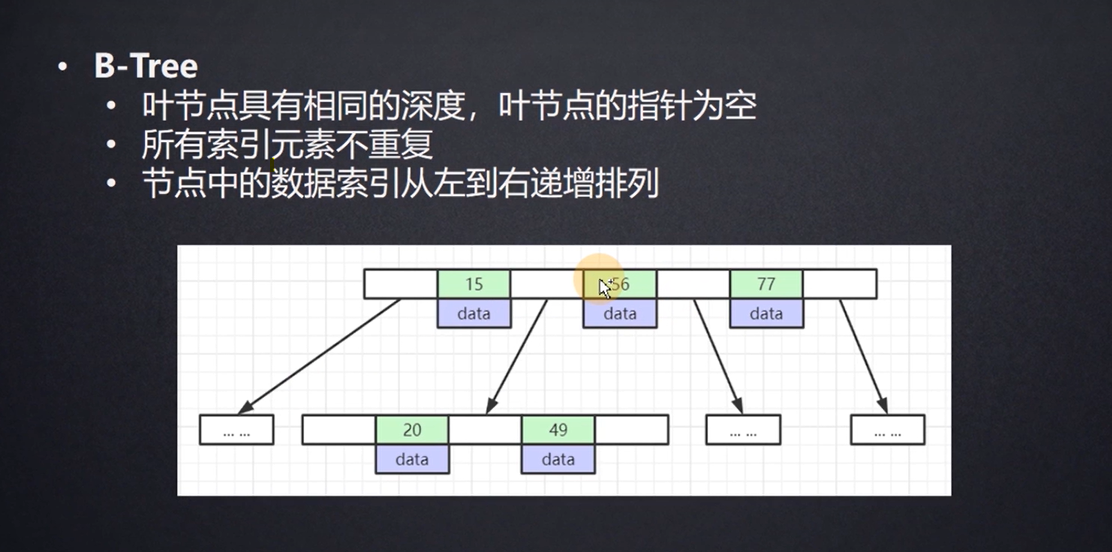 B-Tree
叶节点具有相同的深度，叶节点的指针为空
所有索引元素不重复
节点中的数据索引从左到右递增排列
15 56 77
data data data
... ... 20 49 ... ... ... ...
data data